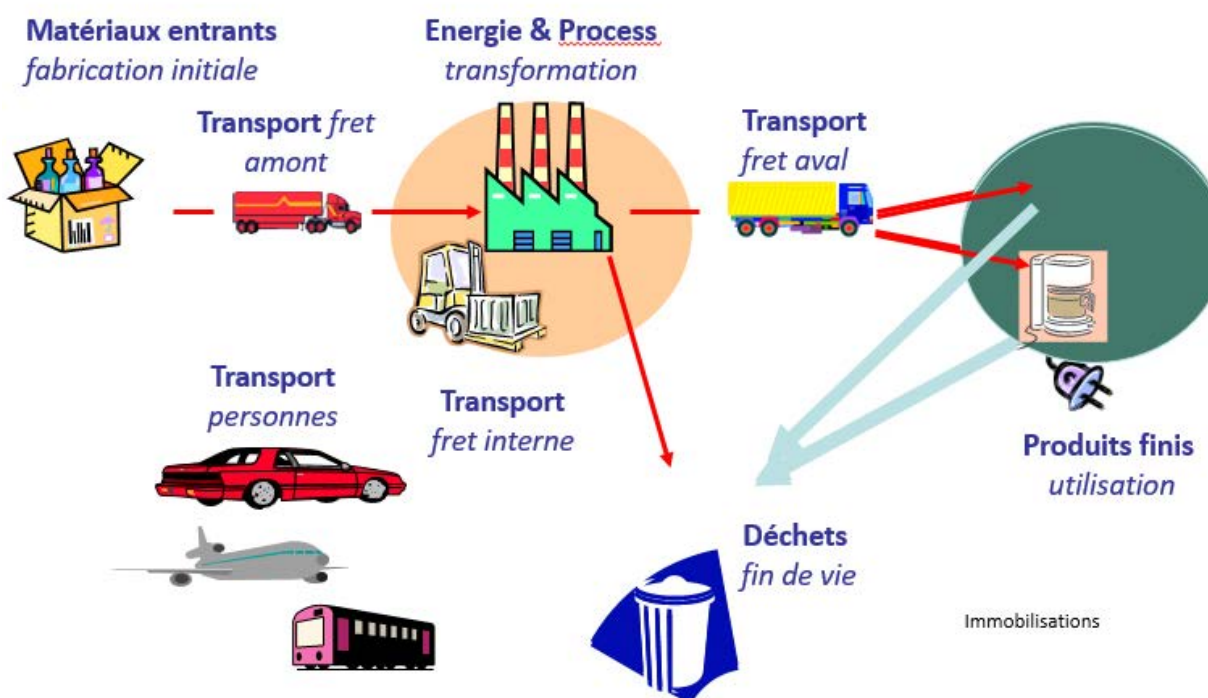 Matériaux entrants
fabrication initiale
Energie & Process
transformation
Transport fret
amont
Transport
fret aval
Transport
personnes
Transport
fret interne
Produits finis
utilisation
Déchets
fin de vie
Immobilisations